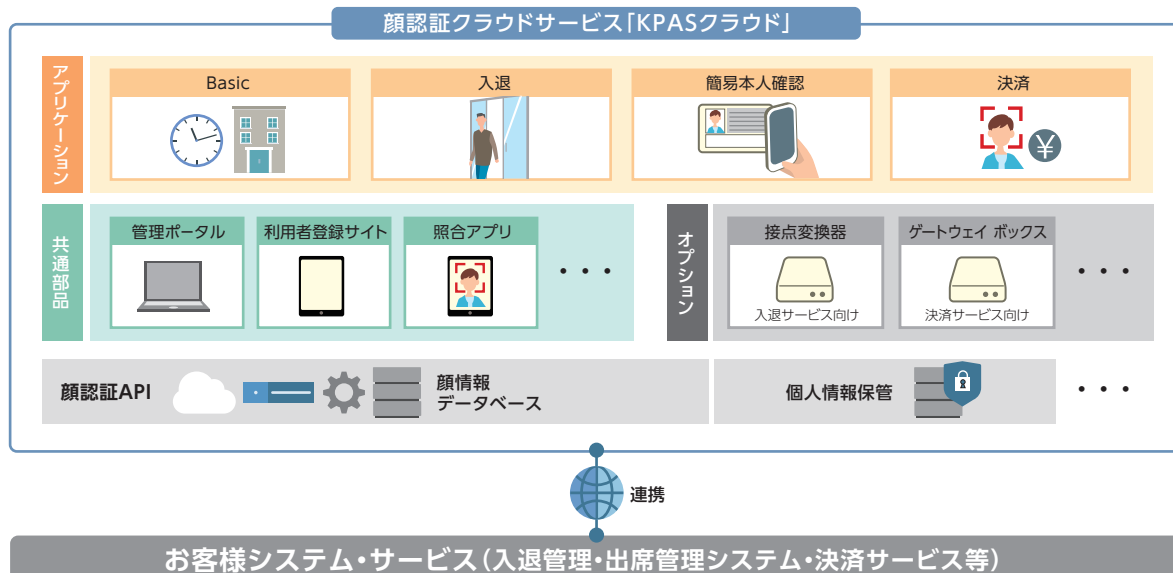 顔認証クラウドサービス「KPASクラウド」
アプリケーション
Basic
入退
簡易本人確認
決済
¥
共通部品
管理ポータル
利用者登録サイト
照合アプリ
・・・
オプション
接点変換器
入退サービス向け
ゲートウェイ ボックス
決済サービス向け
・・・
顔認証API
顔情報
データベース
個人情報保管
・・・
連携
お客様システム・サービス(入退管理・出席管理システム・決済サービス等)